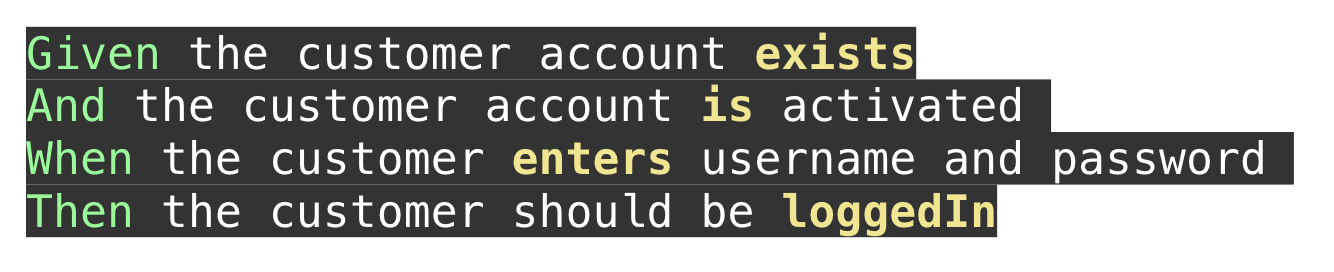 Given the customer account exists
And the customer account is activated
When the customer enters username and password
Then the customer should be loggedIn